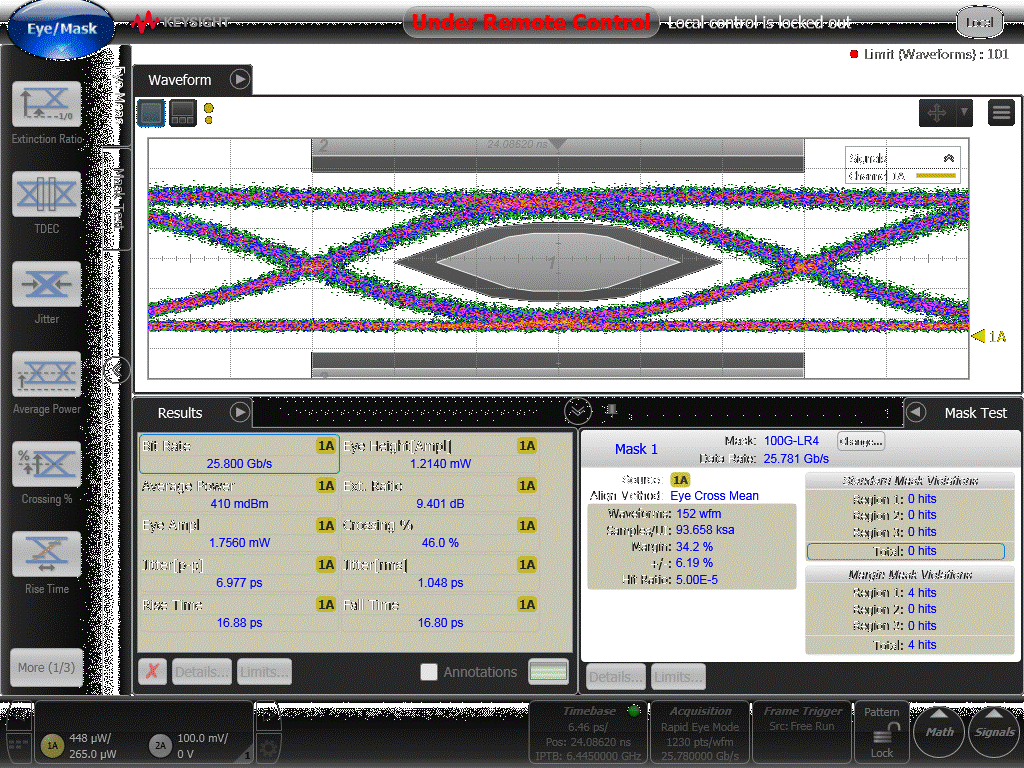 Eye/Mask
KEYSIGHT
Under Remote Control
Local control is locked out
Local
Limit (Waveforms) : 101
Waveform
Eye Meas
Mask Test
Extinction Ratio
TDEC
Jitter
Average Power
Crossing %
Rise Time
More (1/3)
2
24.08620 ns
Signals
Channel 1A
1
1A
Results
Bit Rate 1A
25.800 Gb/s
Eye Height[Ampl] 1A
1.2140 mW
Average Power 1A
410 mdBm
Ext. Ratio 1A
9.401 dB
Eye Ampl 1A
1.7560 mW
Crossing % 1A
46.0 %
Jitter[p-p] 1A
6.977 ps
Jitter[rms] 1A
1.048 ps
Rise Time 1A
16.88 ps
Fall Time 1A
16.80 ps
Details...
Limits...
Annotations
Mask Test
Mask 1
Mask: 100G-LR4
Change...
Data Rate: 25.781 Gb/s
Source: 1A
Align Method: Eye Cross Mean
Waveforms: 152 wfm
Samples/UI: 93.658 ksa
Margin: 34.2 %
+/-: 6.19 %
Hit Ratio: 5.00E-5
Standard Mask Violations
Region 1: 0 hits
Region 2: 0 hits
Region 3: 0 hits
Total: 0 hits
Margin Mask Violations
Region 1: 4 hits
Region 2: 0 hits
Region 3: 0 hits
Total: 4 hits
Details...
Limits...
1A
448 µW/
265.0 µW
2A
100.0 mV/
0 V
1
Timebase
6.46 ps/
Pos: 24.08620 ns
IPTB: 6.4450000 GHz
Acquisition
Rapid Eye Mode
1230 pts/wfm
25.780000 Gb/s
Frame Trigger
Src: Free Run
Pattern
Lock
Math
Signals